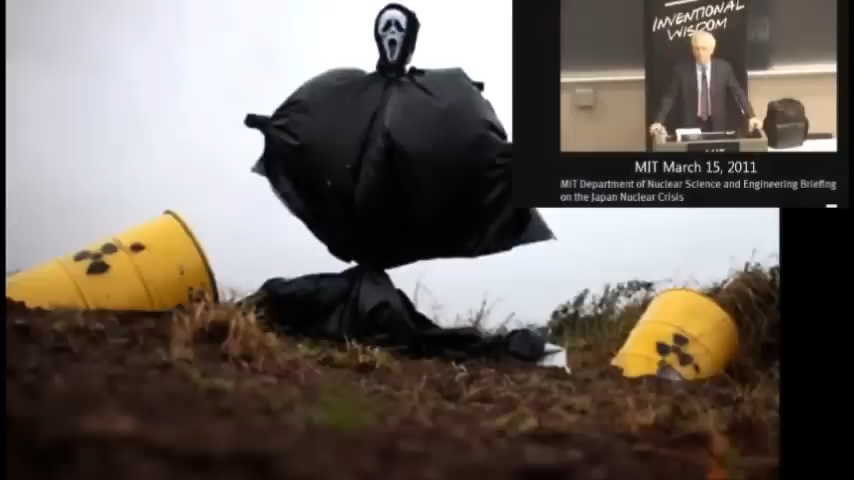 INVENTIONAL
WISDOM
MIT
MIT March 15, 2011
MIT Department of Nuclear Science and Engineering Briefing
on the Japan Nuclear Crisis